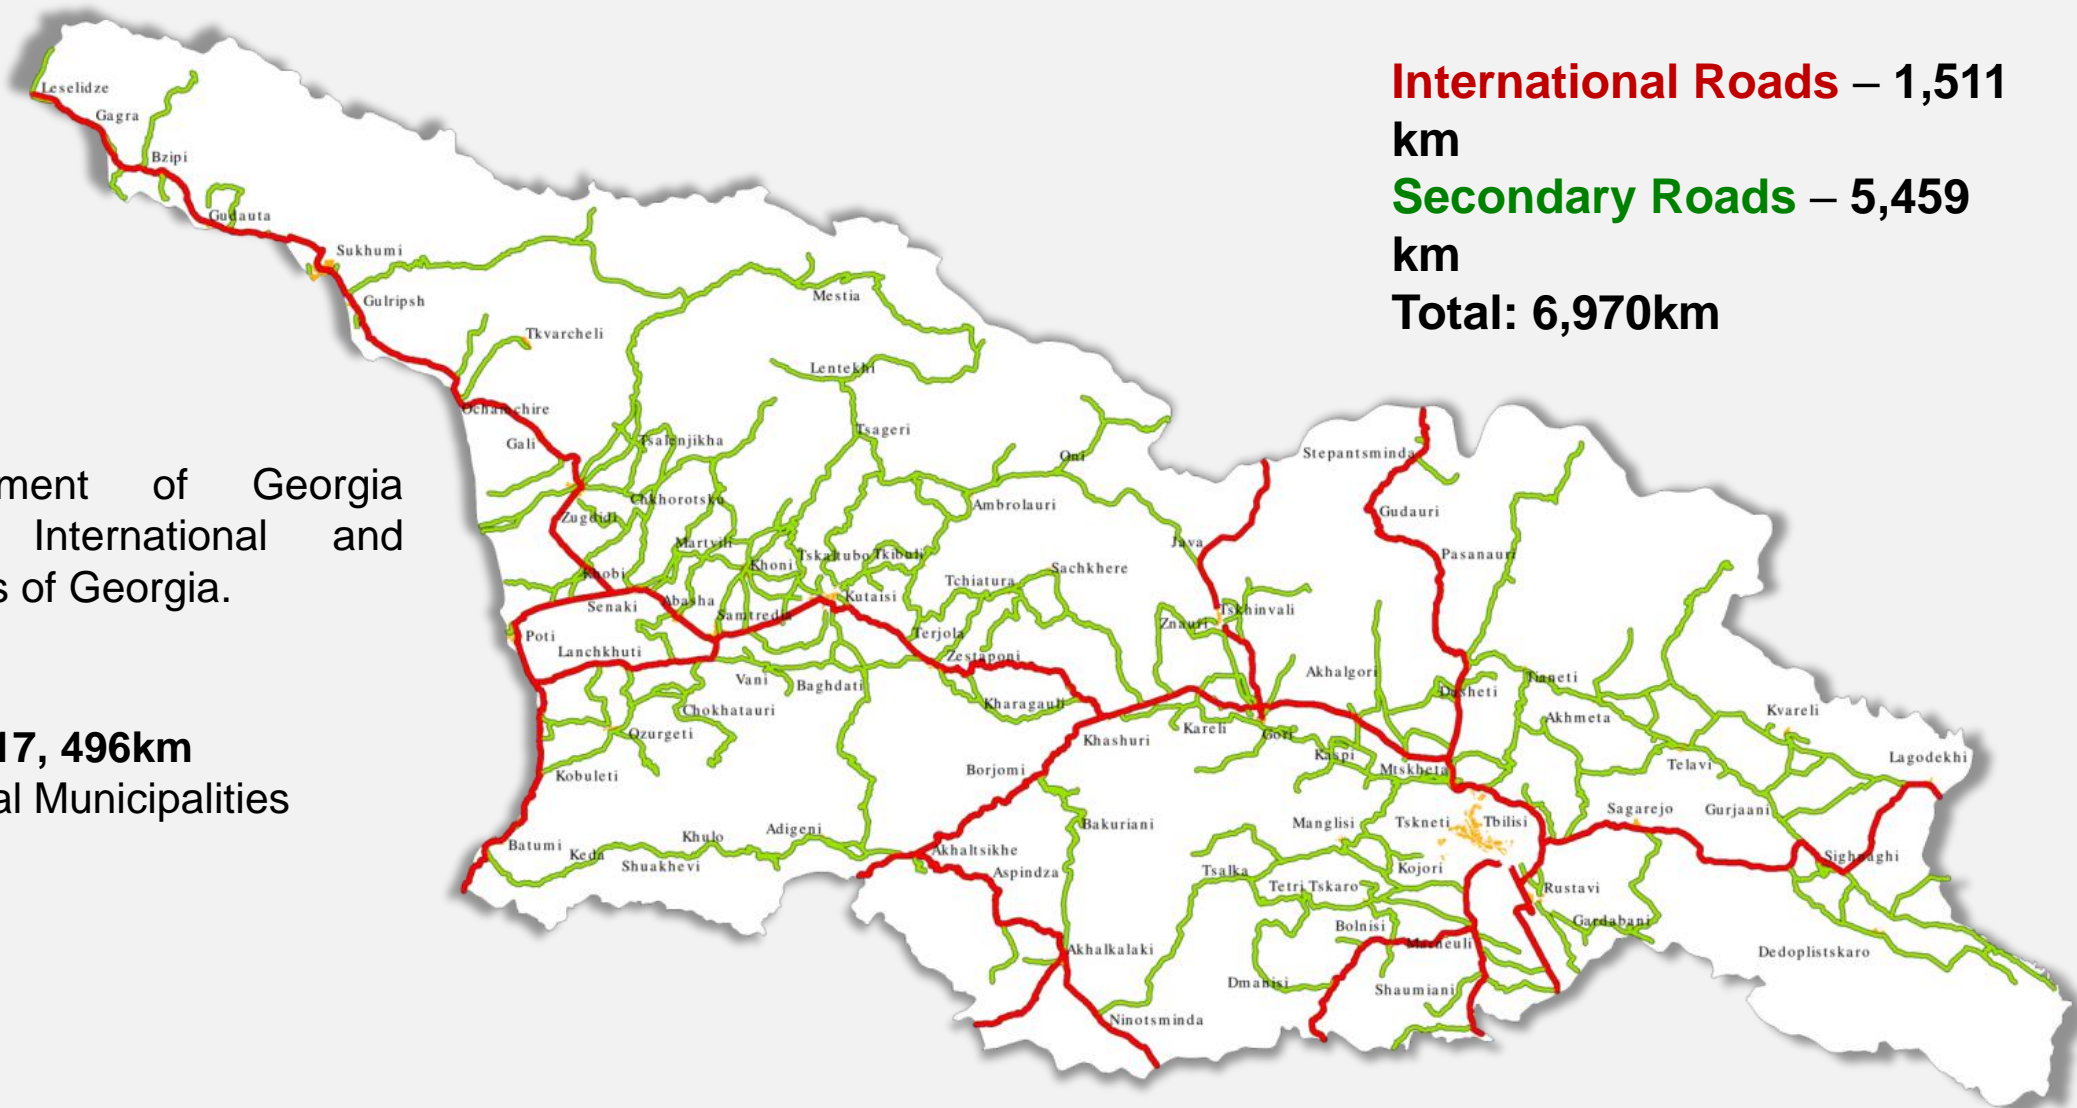 International Roads – 1,511
km
Secondary Roads – 5,459
km
Total: 6,970km
ment of Georgia
International and
s of Georgia.
17, 496km
al Municipalities
Leselidze
Gagra
Bzipi
Gudauta
Sukhumi
Gulripsh
Mestia
Tkvarcheli
Lentekhi
Ochamchire
Tsageri
Gali
Tsalenjikha
Oni
Stepantsminda
Chkhorotsku
Ambrolauri
Gudauri
Zugdidi
Martvili
Java
Pasanauri
Tskaltubo
Tkibuli
Khoni
Sachkhere
Khobi
Tchiatura
Kutaisi
Senaki
Abasha
Samtredia
Tskhinvali
Znauri
Poti
Terjola
Lanchkhuti
Zestaponi
Akhalgori
Vani
Baghdati
Tianeti
Dusheti
Kharagauli
Chokhatauri
Akhmeta
Kvareli
Ozurgeti
Khashuri
Kareli
Gori
Kaspi
Lagodekhi
Kobuleti
Borjomi
Mtskheta
Telavi
Sagarejo
Gurjaani
Bakuriani
Manglisi
Tskneti
Tbilisi
Adigeni
Khulo
Batumi
Keda
Shuakhevi
Akhaltsikhe
Sighnaghi
Aspindza
Tsalka
Kojori
Tetri Tskaro
Rustavi
Gardabani
Bolnisi
Marneuli
Akhalkalaki
Dedoplistskaro
Dmanisi
Shaumiani
Ninotsminda